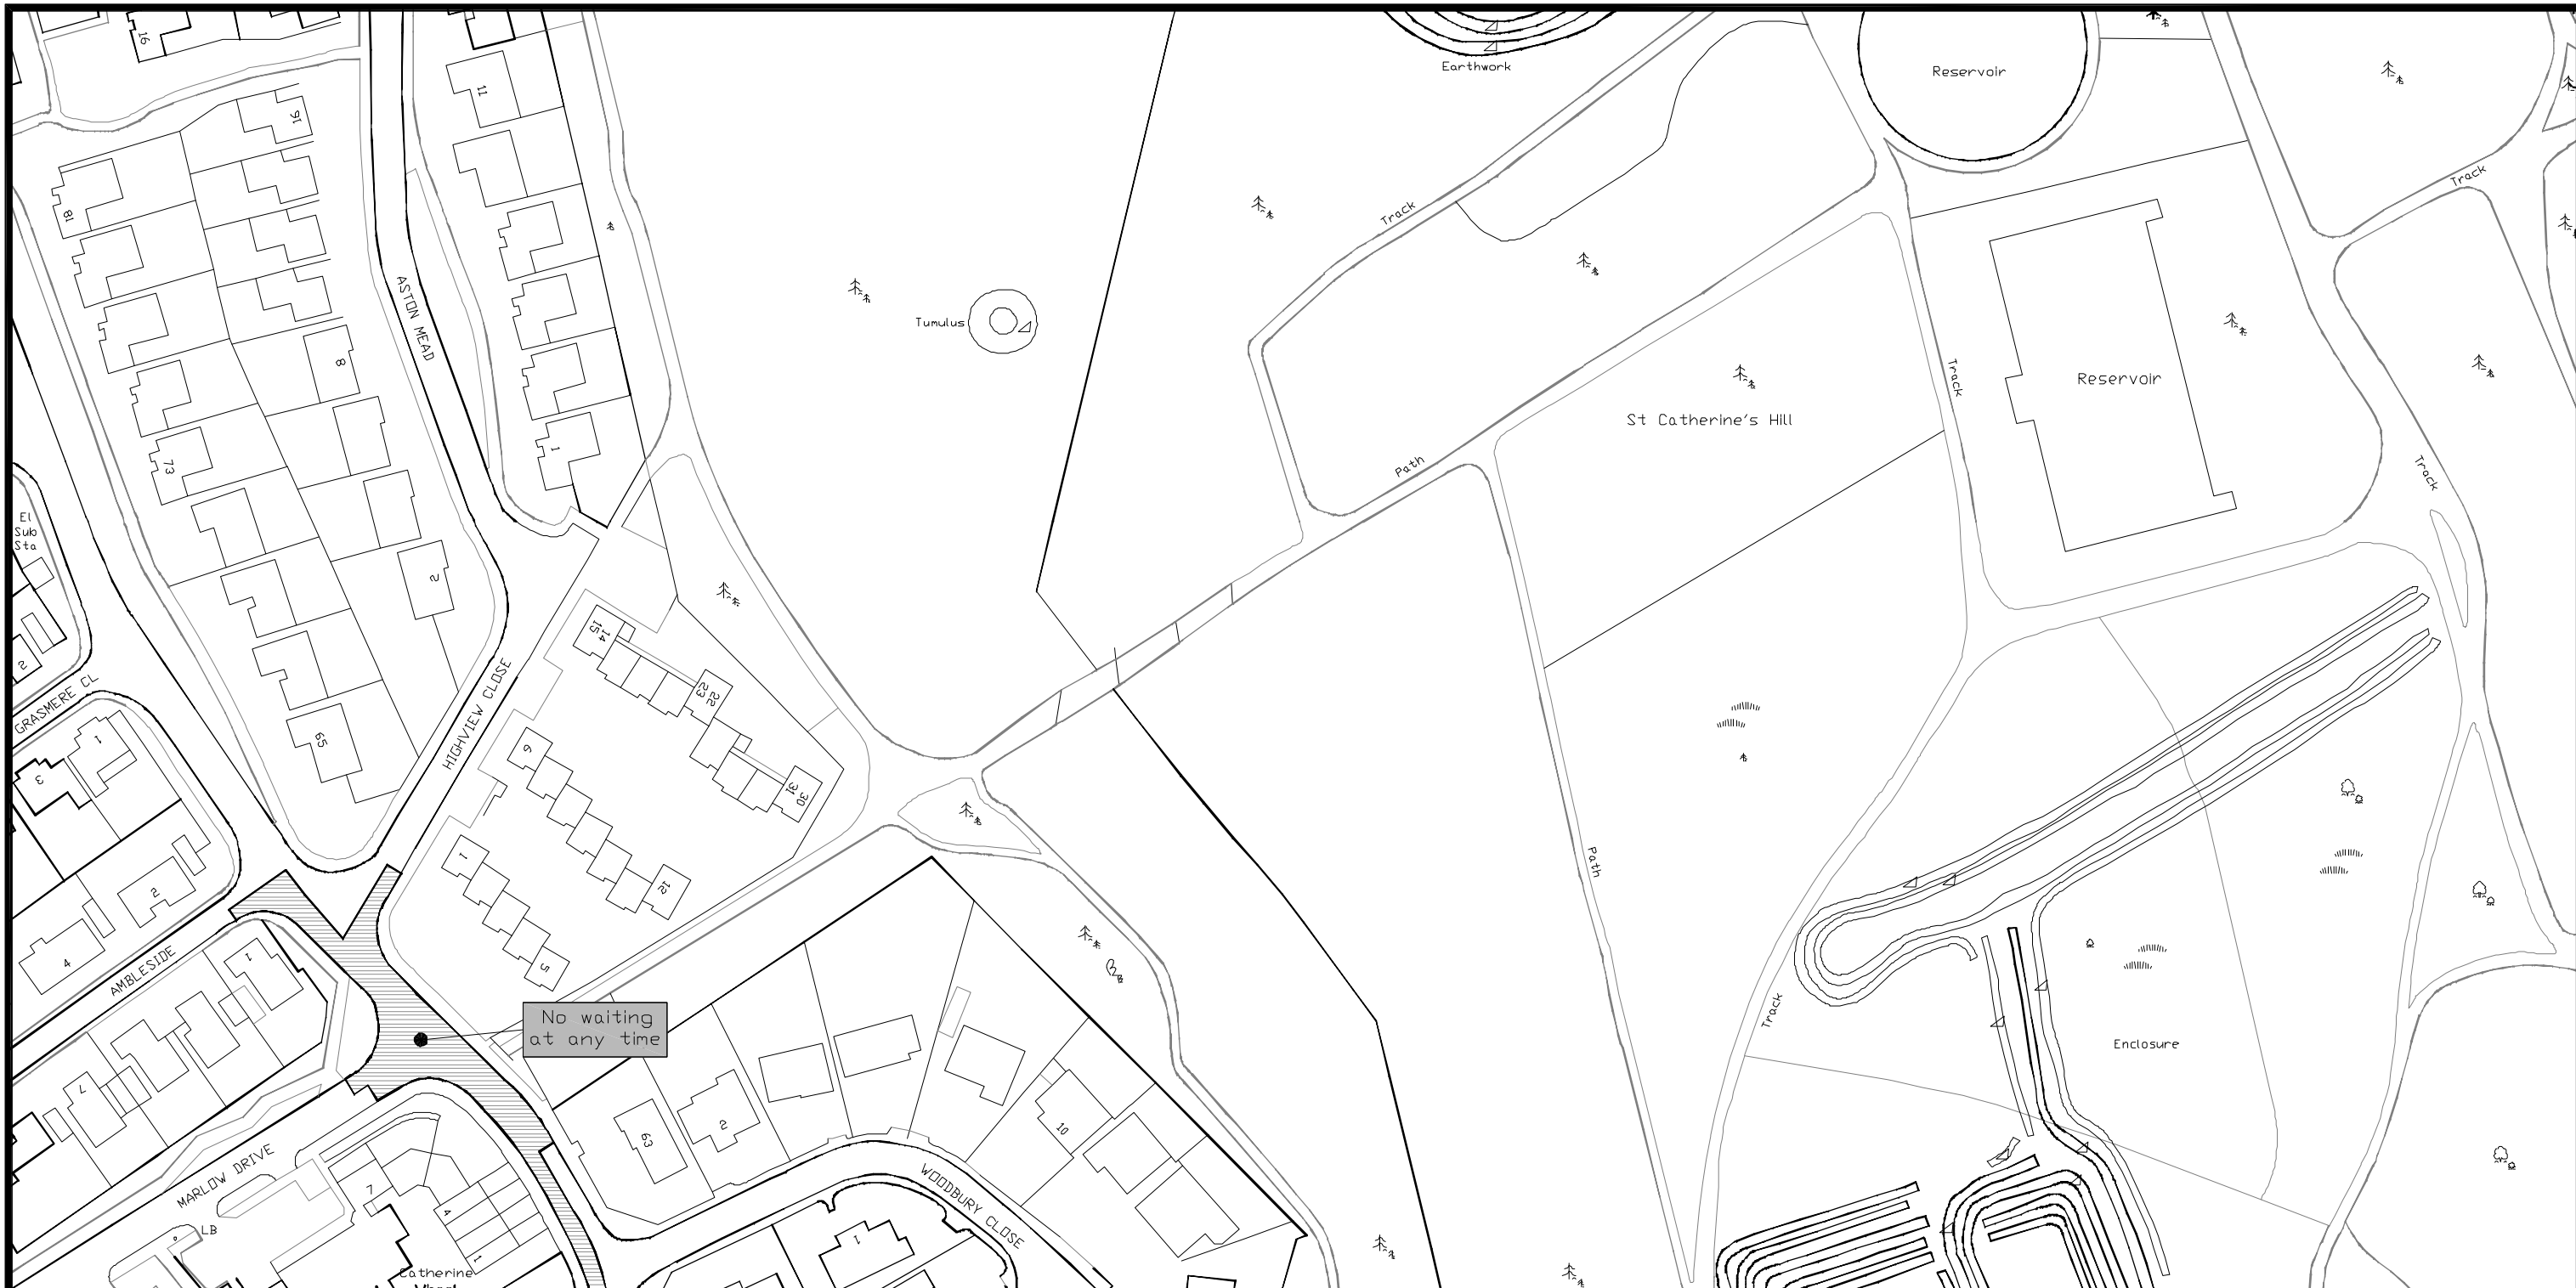 16
Earthwork
Reservoir
11
16
18
Track
Track
ASTON MEAD
Tumulus
8
Track
Reservoir
St Catherine's Hill
1
73
Path
Track
El
Sub
Sta
2
2
15
14
GRASMERE CL
HIGHVIEW CLOSE
23
22
1
65
6
3
31
30
1
12
2
4
5
Path
AMBLESIDE
1
Track
No waiting
at any time
Enclosure
7
63
2
10
MARLOW DRIVE
WOODBURY CLOSE
7
4
LB
1
1
Catherine